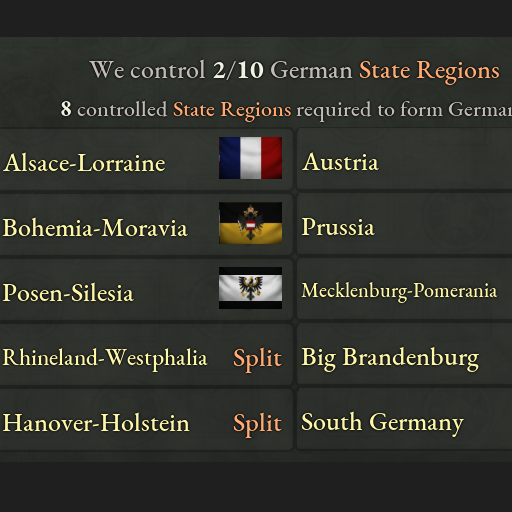 We control 2/10 German State Regions
8 controlled State Regions required to form
Alsace-Lorraine
Austria
Bohemia-Moravia
Prussia
Posen-Silesia
Mecklenburg-Pomerania
Rhineland-Westphalia Split
Big Brandenburg
Hanover-Holstein Split
South Germany